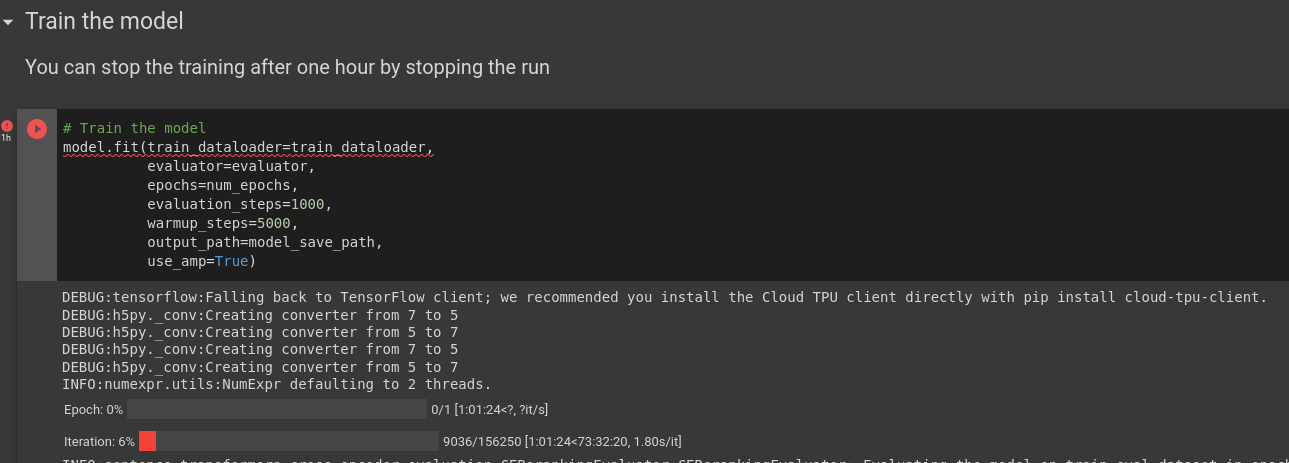 Train the model
You can stop the training after one hour by stopping the run
1h
# Train the model
model.fit(train_dataloader=train_dataloader,
evaluator=evaluator,
epochs=num_epochs,
evaluation_steps=1000,
warmup_steps=5000,
output_path=model_save_path,
use_amp=True)
DEBUG:tensorflow:Falling back to TensorFlow client; we recommended you install the Cloud TPU client directly with pip install cloud-tpu-client.
DEBUG:h5py._conv:Creating converter from 7 to 5
DEBUG:h5py._conv:Creating converter from 5 to 7
DEBUG:h5py._conv:Creating converter from 7 to 5
DEBUG:h5py._conv:Creating converter from 5 to 7
INFO:numexpr.utils:NumExpr defaulting to 2 threads.
Epoch: 0% 0/1 [1:01:24<?, ?it/s]
Iteration: 6% 9036/156250 [1:01:24<73:32:20, 1.80s/it]